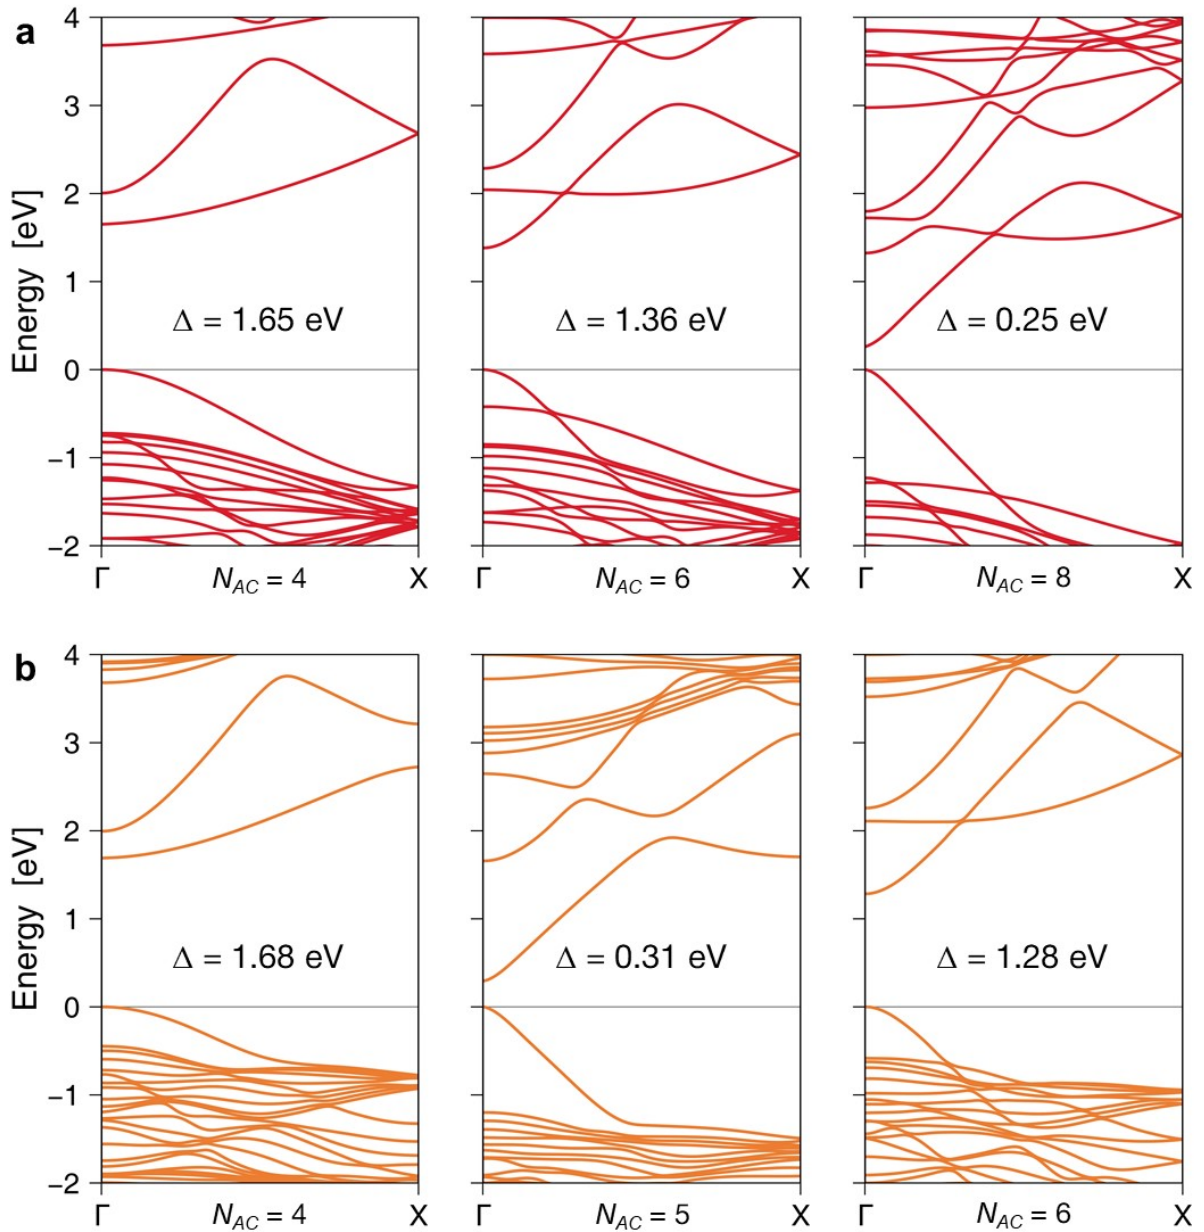 a
Energy [eV]
4
3
2
1
0
−1
−2
Δ = 1.65 eV
Δ = 1.36 eV
Δ = 0.25 eV
Γ N_AC = 4 X
Γ N_AC = 6 X
Γ N_AC = 8 X
b
Energy [eV]
4
3
2
1
0
−1
−2
Δ = 1.68 eV
Δ = 0.31 eV
Δ = 1.28 eV
Γ N_AC = 4 X
Γ N_AC = 5 X
Γ N_AC = 6 X